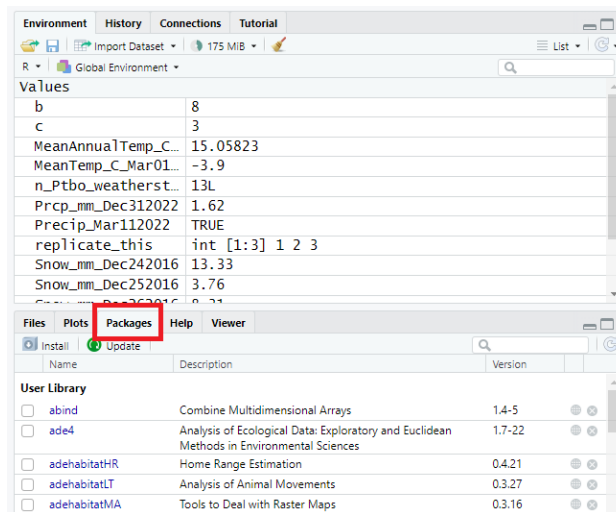 Environment History Connections Tutorial
Import Dataset 175 MiB List
R Global Environment
Values
b 8
c 3
MeanAnnualTemp_C… 15.05823
MeanTemp_C_Mar01… -3.9
n_Ptbo_weatherst… 13L
Prcp_mm_Dec312022 1.62
Precip_Mar112022 TRUE
replicate_this int [1:3] 1 2 3
Snow_mm_Dec242016 13.33
Snow_mm_Dec252016 3.76
Files Plots Packages Help Viewer
Install Update
Name Description Version
User Library
abind Combine Multidimensional Arrays 1.4-5
ade4 Analysis of Ecological Data: Exploratory and Euclidean 1.7-22
Methods in Environmental Sciences
adehabitatHR Home Range Estimation 0.4.21
adehabitatLT Analysis of Animal Movements 0.3.27
adehabitatMA Tools to Deal with Raster Maps 0.3.16